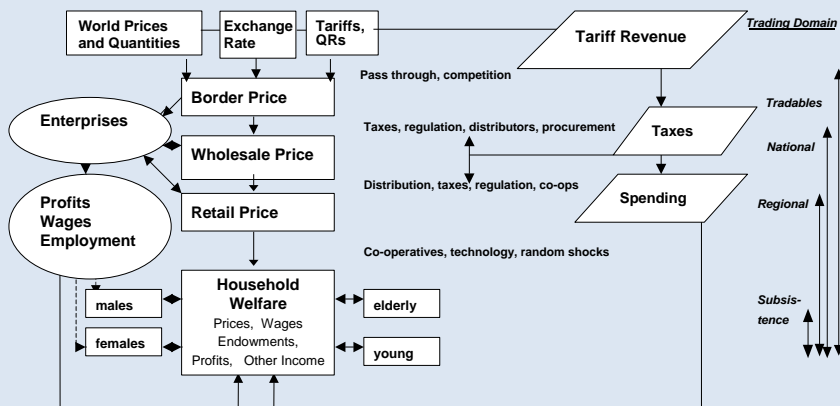 World Prices
and Quantities
Exchange
Rate
Tariffs,
QRs
Tariff Revenue
Trading Domain
Pass through, competition
Border Price
Tradables
Enterprises
Taxes, regulation, distributors, procurement
Taxes
National
Wholesale Price
Distribution, taxes, regulation, co-ops
Spending
Profits
Wages
Employment
Retail Price
Regional
Co-operatives, technology, random shocks
Household
Welfare
Prices, Wages
Endowments,
Profits, Other Income
males
females
elderly
young
Subsis-
tence